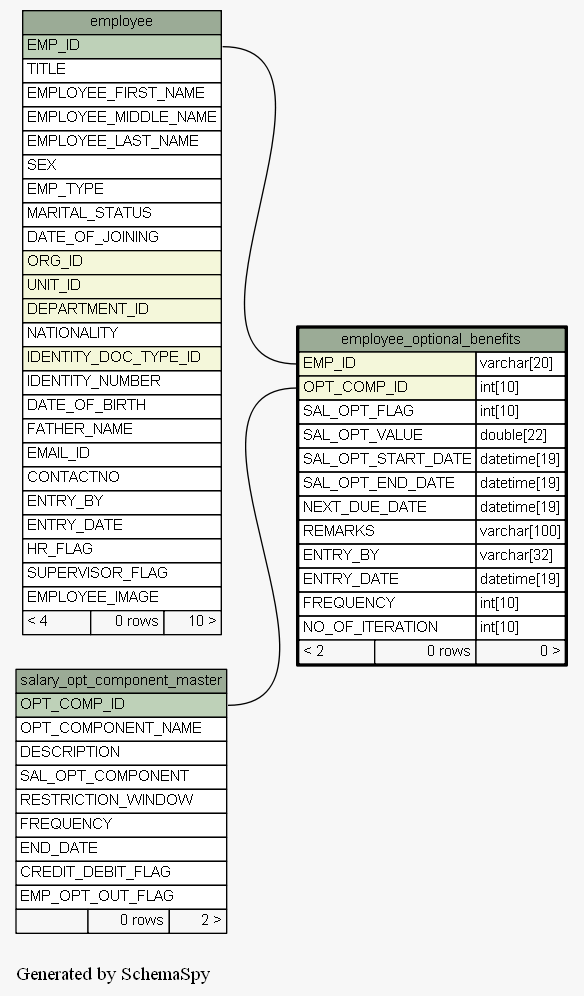 employee
EMP_ID
TITLE
EMPLOYEE_FIRST_NAME
EMPLOYEE_MIDDLE_NAME
EMPLOYEE_LAST_NAME
SEX
EMP_TYPE
MARITAL_STATUS
DATE_OF_JOINING
ORG_ID
UNIT_ID
DEPARTMENT_ID
NATIONALITY
IDENTITY_DOC_TYPE_ID
IDENTITY_NUMBER
DATE_OF_BIRTH
FATHER_NAME
EMAIL_ID
CONTACTNO
ENTRY_BY
ENTRY_DATE
HR_FLAG
SUPERVISOR_FLAG
EMPLOYEE_IMAGE
< 4 0 rows 10 >
employee_optional_benefits
EMP_ID varchar[20]
OPT_COMP_ID int[10]
SAL_OPT_FLAG int[10]
SAL_OPT_VALUE double[22]
SAL_OPT_START_DATE datetime[19]
SAL_OPT_END_DATE datetime[19]
NEXT_DUE_DATE datetime[19]
REMARKS varchar[100]
ENTRY_BY varchar[32]
ENTRY_DATE datetime[19]
FREQUENCY int[10]
NO_OF_ITERATION int[10]
< 2 0 rows 0 >
salary_opt_component_master
OPT_COMP_ID
OPT_COMPONENT_NAME
DESCRIPTION
SAL_OPT_COMPONENT
RESTRICTION_WINDOW
FREQUENCY
END_DATE
CREDIT_DEBIT_FLAG
EMP_OPT_OUT_FLAG
0 rows 2 >
Generated by SchemaSpy